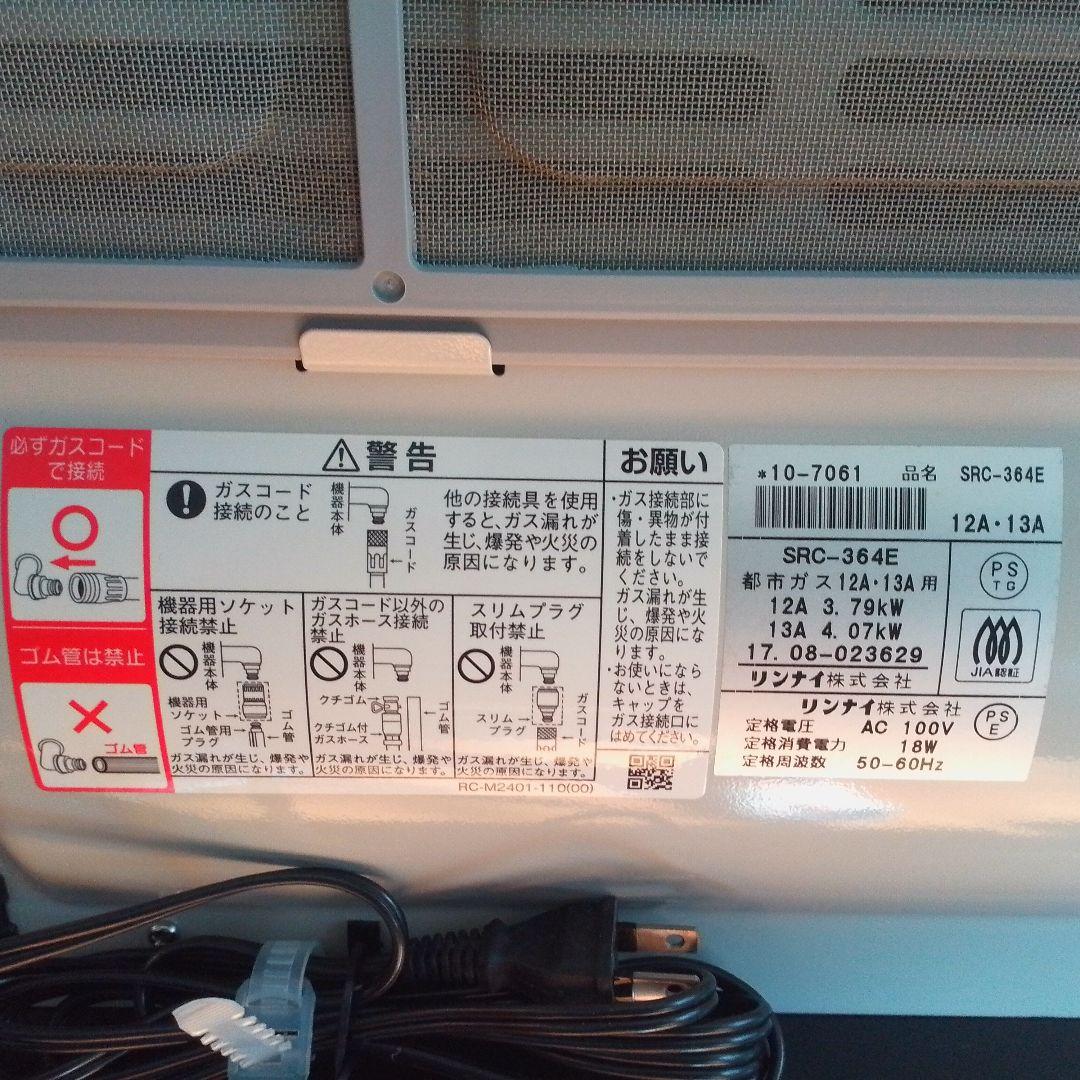 必ずガスコード
で接続
ゴム管は禁止
ゴム管
警告
ガスコード
接続のこと
機器本体
ガスコード
他の接続具を使用
すると、ガス漏れが
生じ、爆発や火災の
原因になります。
機器用ソケット
接続禁止
機器本体
機器用
ソケット
ゴム管用
プラグ
ゴム管
ガス漏れが生じ、爆発や
火災の原因になります。
ガスコード以外の
ガスホース接続
禁止
機器本体
クチゴム
クチゴム付
ガスホース
ゴム管
ガス漏れが生じ、爆発や
火災の原因になります。
スリムプラグ
取付禁止
機器本体
スリム
プラグ
ガスコード
ガス漏れが生じ、爆発や
火災の原因になります。
RC-M2401-110(00)
お願い
・ガス接続部に
傷・異物が付
着したまま接
続をしないで
ください。
ガス漏れが生
じ、爆発や火
災の原因にな
ります。
・お使いになら
ないときは、
キャップを
ガス接続口に
はめてください。
*10-7061 品名 SRC-364E
12A・13A
SRC-364E
都市ガス12A・13A用
12A 3.79kW
13A 4.07kW
17.08-023629
リンナイ株式会社
PS
TG
JIA認証
リンナイ株式会社
定格電圧 AC 100V
定格消費電力 18W
定格周波数 50-60Hz
PS
E